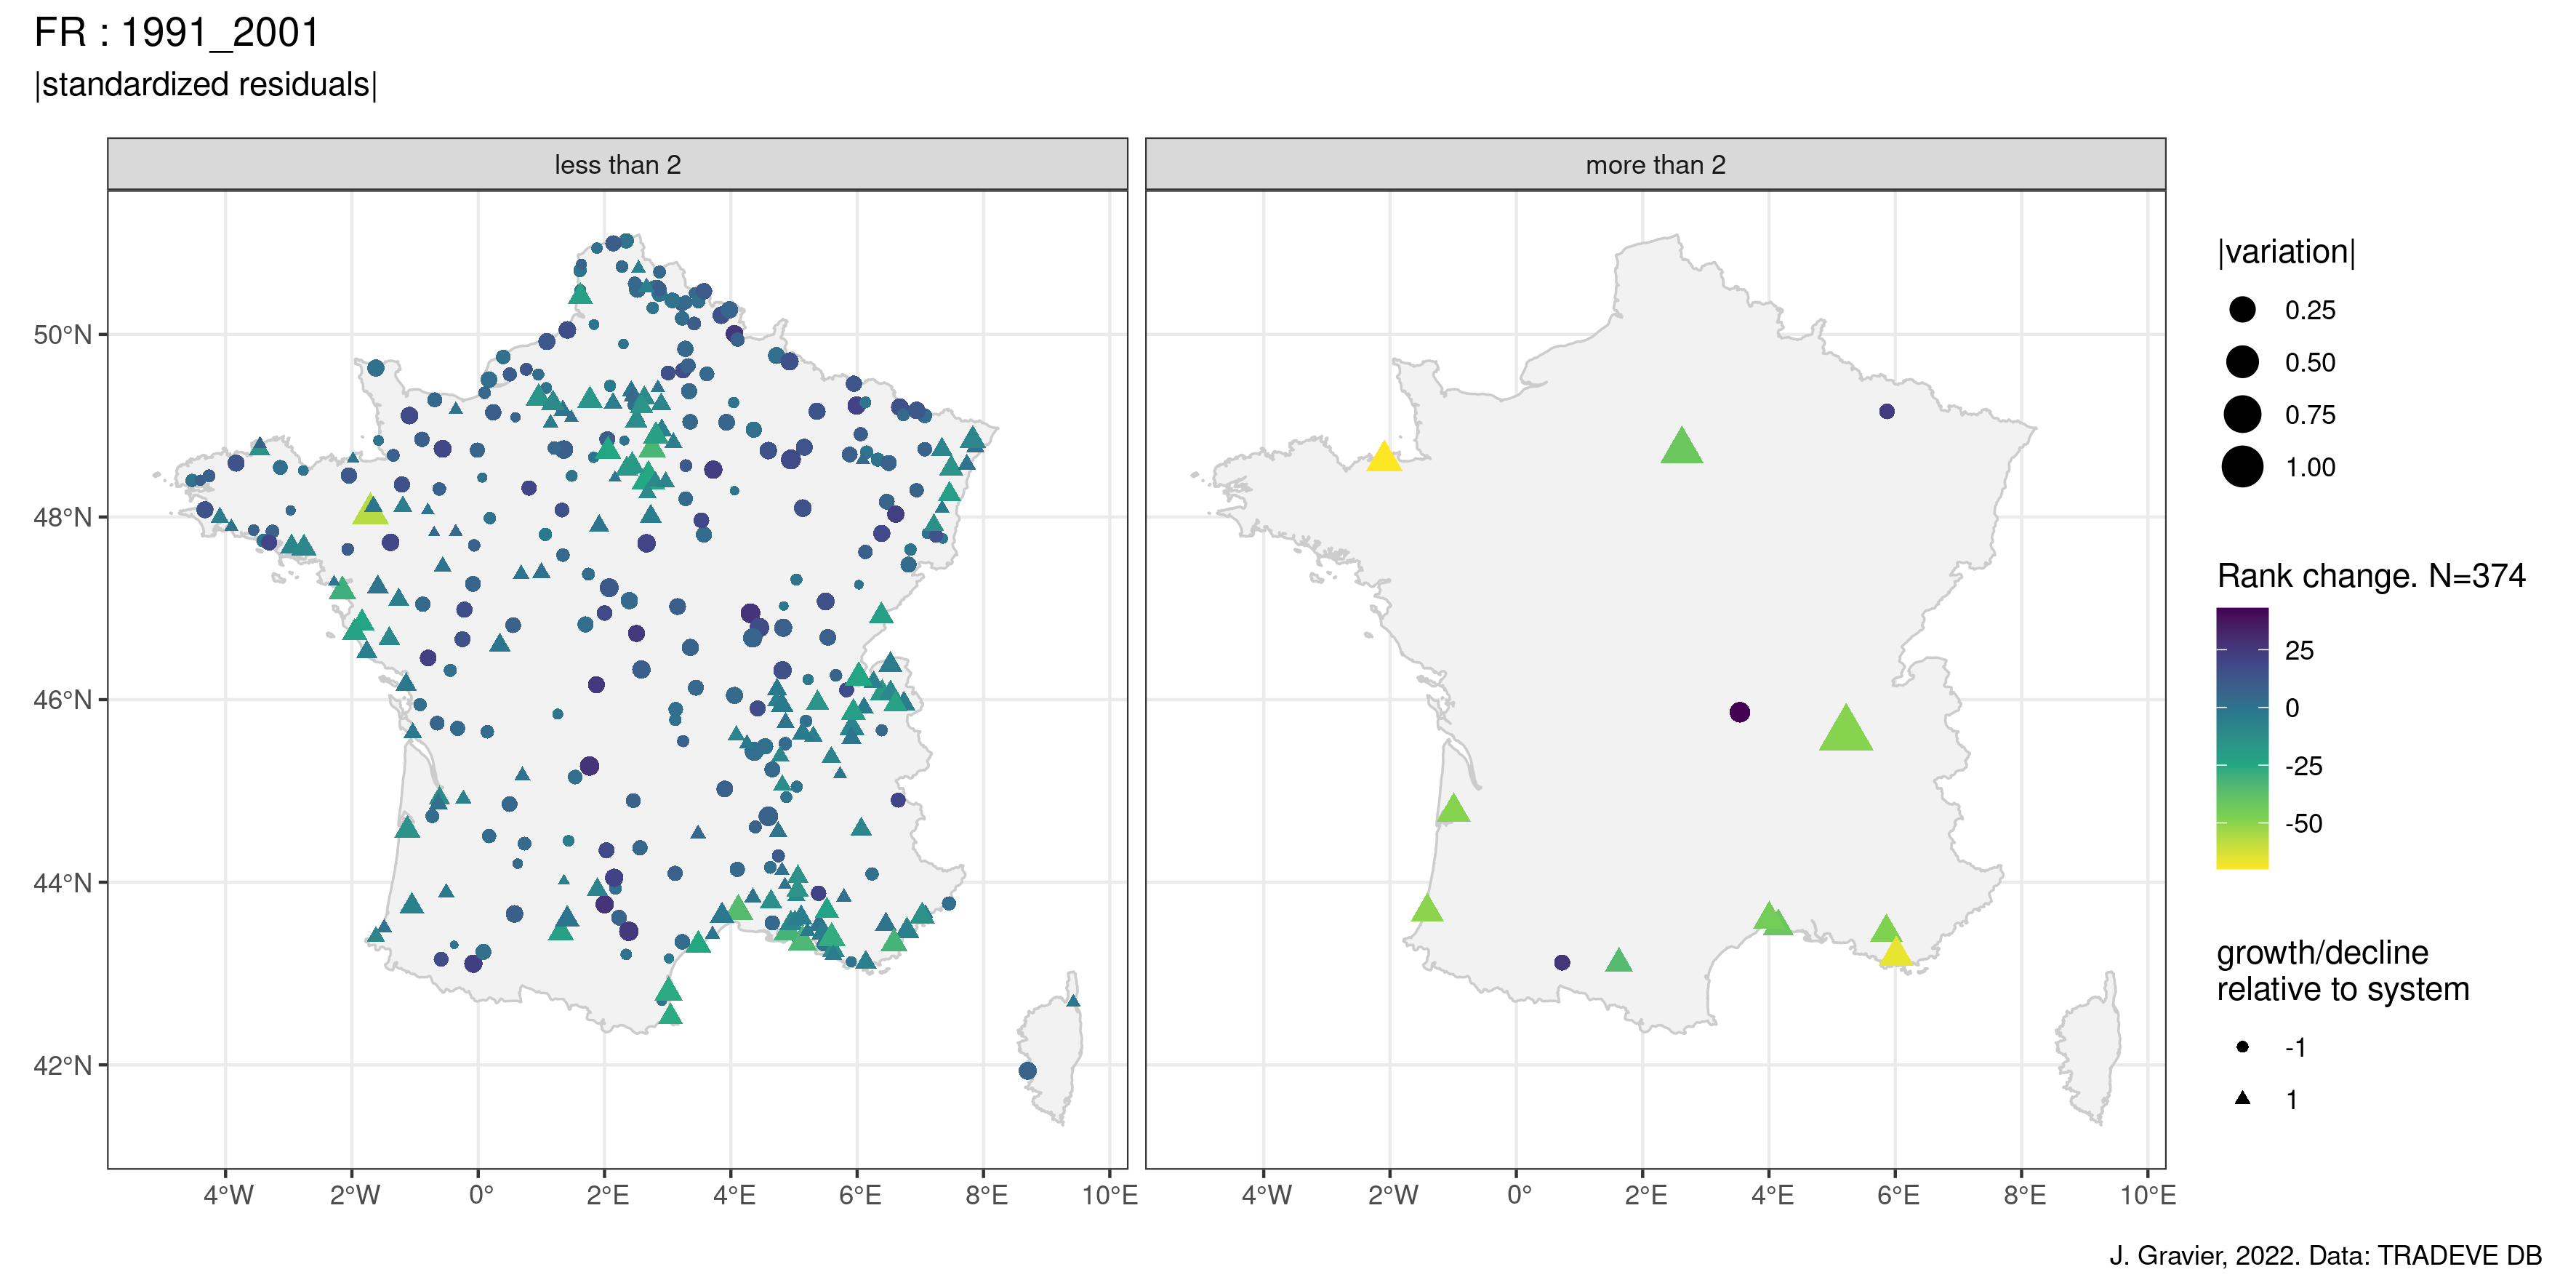 FR : 1991_2001
|standardized residuals|
less than 2
more than 2
50°N
48°N
46°N
44°N
42°N
4°W 2°W 0° 2°E 4°E 6°E 8°E 10°E
4°W 2°W 0° 2°E 4°E 6°E 8°E 10°E
|variation|
0.25
0.50
0.75
1.00
Rank change. N=374
25
0
-25
-50
growth/decline
relative to system
-1
1
J. Gravier, 2022. Data: TRADEVE DB